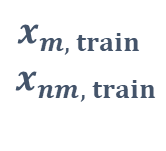 x_{m, train}
x_{nm, train}